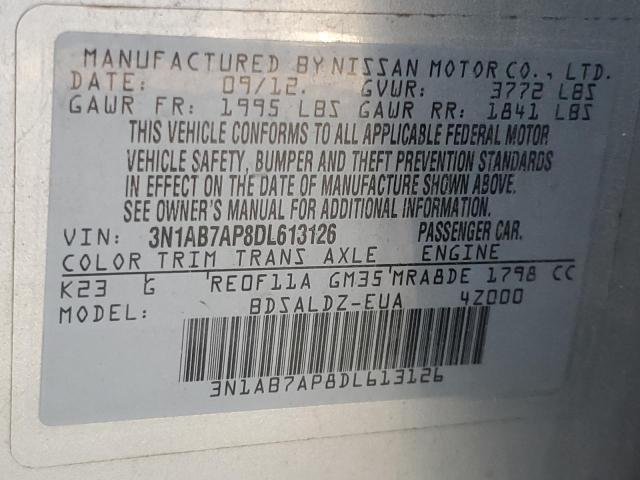 MANUFACTURED BY NISSAN MOTOR CO., LTD.
DATE: 09/12. GVWR: 3772 LBS
GAWR FR: 1995 LBS GAWR RR: 1841 LBS
THIS VEHICLE CONFORMS TO ALL APPLICABLE FEDERAL MOTOR
VEHICLE SAFETY, BUMPER AND THEFT PREVENTION STANDARDS
IN EFFECT ON THE DATE OF MANUFACTURE SHOWN ABOVE.
SEE OWNER'S MANUAL FOR ADDITIONAL INFORMATION.
VIN: 3N1AB7AP8DL613126 PASSENGER CAR.
COLOR TRIM TRANS AXLE ENGINE
K23 G RE0F11A GM35 MRA8DE 1798 CC
MODEL: BDSALDZ-EUA 4Z000
3N1AB7AP8DL613126